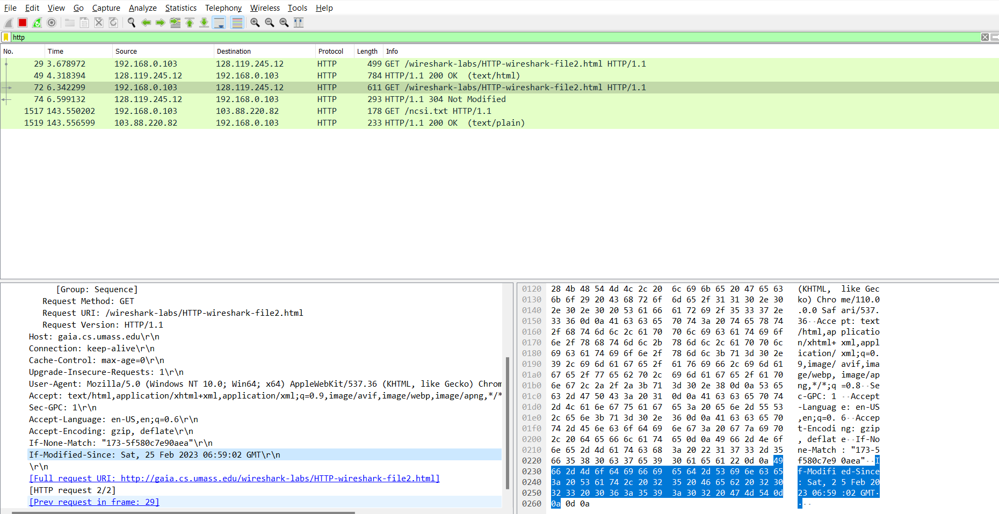 File Edit View Go Capture Analyze Statistics Telephony Wireless Tools Help
http
No. Time Source Destination Protocol Length Info
29 3.678972 192.168.0.103 128.119.245.12 HTTP 499 GET /wireshark-labs/HTTP-wireshark-file2.html HTTP/1.1
49 4.318394 128.119.245.12 192.168.0.103 HTTP 784 HTTP/1.1 200 OK (text/html)
72 6.342299 192.168.0.103 128.119.245.12 HTTP 611 GET /wireshark-labs/HTTP-wireshark-file2.html HTTP/1.1
74 6.599132 128.119.245.12 192.168.0.103 HTTP 293 HTTP/1.1 304 Not Modified
1517 143.550202 192.168.0.103 103.88.220.82 HTTP 178 GET /ncsi.txt HTTP/1.1
1519 143.556599 103.88.220.82 192.168.0.103 HTTP 233 HTTP/1.1 200 OK (text/plain)
[Group: Sequence]
Request Method: GET
Request URI: /wireshark-labs/HTTP-wireshark-file2.html
Request Version: HTTP/1.1
Host: gaia.cs.umass.edu\r\n
Connection: keep-alive\r\n
Cache-Control: max-age=0\r\n
Upgrade-Insecure-Requests: 1\r\n
User-Agent: Mozilla/5.0 (Windows NT 10.0; Win64; x64) AppleWebKit/537.36 (KHTML, like Gecko) Chrom
Accept: text/html,application/xhtml+xml,application/xml;q=0.9,image/avif,image/webp,image/apng,*/*
Sec-GPC: 1\r\n
Accept-Language: en-US,en;q=0.6\r\n
Accept-Encoding: gzip, deflate\r\n
If-None-Match: "173-5f580c7e90aea"\r\n
If-Modified-Since: Sat, 25 Feb 2023 06:59:02 GMT\r\n
\r\n
[Full request URI: http://gaia.cs.umass.edu/wireshark-labs/HTTP-wireshark-file2.html]
[HTTP request 2/2]
[Prev request in frame: 29]
0120 28 4b 48 54 4d 4c 2c 20 6c 69 6b 65 20 47 65 63 (KHTML, like Gec
0130 6b 6f 29 20 43 68 72 6f 6d 65 2f 31 31 30 2e 30 ko) Chro me/110.0
0140 2e 30 2e 30 20 53 61 66 61 72 69 2f 35 33 37 2e .0.0 Saf ari/537.
0150 33 36 0d 0a 41 63 63 65 70 74 3a 20 74 65 78 74 36··Acce pt: text
0160 2f 68 74 6d 6c 2c 61 70 70 6c 69 63 61 74 69 6f /html,ap plicatio
0170 6e 2f 78 68 74 6d 6c 2b 78 6d 6c 2c 61 70 70 6c n/xhtml+ xml,appl
0180 69 63 61 74 69 6f 6e 2f 78 6d 6c 3b 71 3d 30 2e ication/ xml;q=0.
0190 39 2c 69 6d 61 67 65 2f 61 76 69 66 2c 69 6d 61 9,image/ avif,ima
01a0 67 65 2f 77 65 62 70 2c 69 6d 61 67 65 2f 61 70 ge/webp, image/ap
01b0 6e 67 2c 2a 2f 2a 3b 71 3d 30 2e 38 0d 0a 53 65 ng,*/*;q =0.8··Se
01c0 63 2d 47 50 43 3a 20 31 0d 0a 41 63 63 65 70 74 c-GPC: 1 ··Accept
01d0 2d 4c 61 6e 67 75 61 67 65 3a 20 65 6e 2d 55 53 -Languag e: en-US
01e0 2c 65 6e 3b 71 3d 30 2e 36 0d 0a 41 63 63 65 70 ,en;q=0. 6··Accep
01f0 74 2d 45 6e 63 6f 64 69 6e 67 3a 20 67 7a 69 70 t-Encodi ng: gzip
0200 2c 20 64 65 66 6c 61 74 65 0d 0a 49 66 2d 4e 6f , deflat e··If-No
0210 6e 65 2d 4d 61 74 63 68 3a 20 22 31 37 33 2d 35 ne-Match : "173-5
0220 66 35 38 30 63 37 65 39 30 61 65 61 22 0d 0a 49 f580c7e9 0aea"··I
0230 66 2d 4d 6f 64 69 66 69 65 64 2d 53 69 6e 63 65 f-Modifi ed-Since
0240 3a 20 53 61 74 2c 20 32 35 20 46 65 62 20 32 30 : Sat, 2 5 Feb 20
0250 32 33 20 30 36 3a 35 39 3a 30 32 20 47 4d 54 0d 23 06:59 :02 GMT·
0260 0a 0d 0a ···